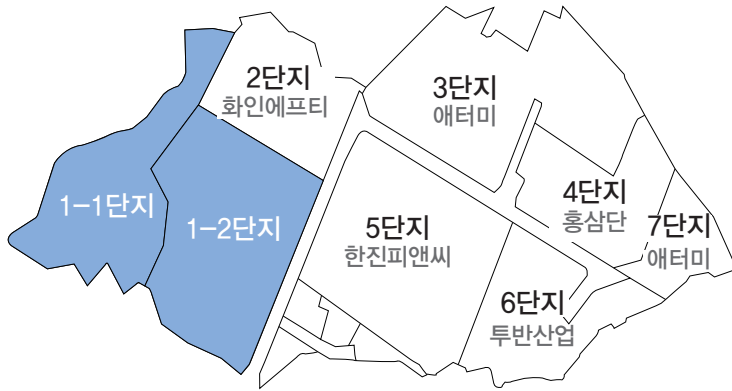 2단지
화인에프티
3단지
애터미
1-1단지
1-2단지
4단지
홍삼단
5단지
한진피앤씨
7단지
애터미
6단지
투반산업